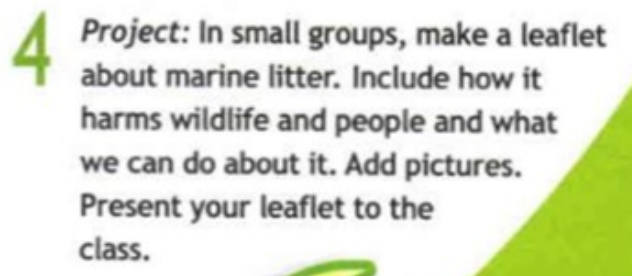 4 Project: In small groups, make a leaflet
about marine litter. Include how it
harms wildlife and people and what
we can do about it. Add pictures.
Present your leaflet to the
class.